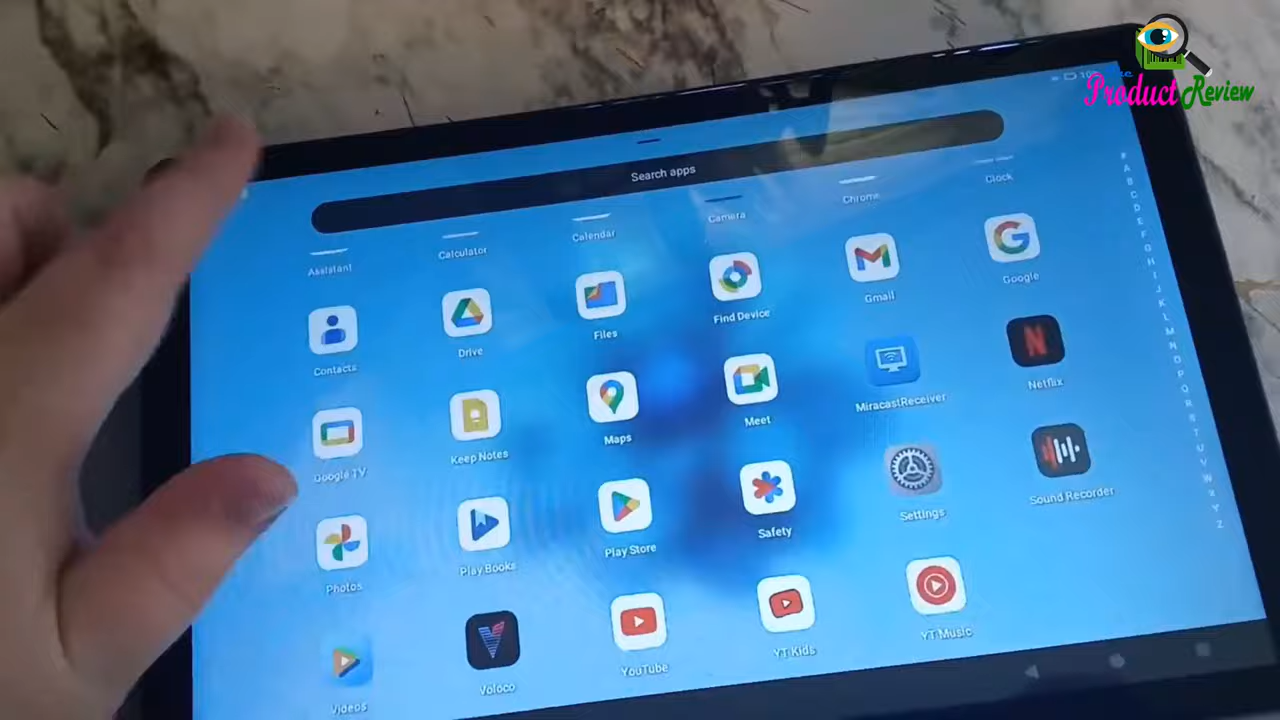 Product Review
Search apps
Assistant
Calculator
Calendar
Camera
Chrome
Clock
Contacts
Drive
Files
Find Device
Gmail
Google
Google TV
Keep Notes
Maps
Meet
MiracastReceiver
Netflix
Photos
Play Books
Play Store
Safety
Settings
Sound Recorder
Videos
Voloco
YouTube
YT Kids
YT Music